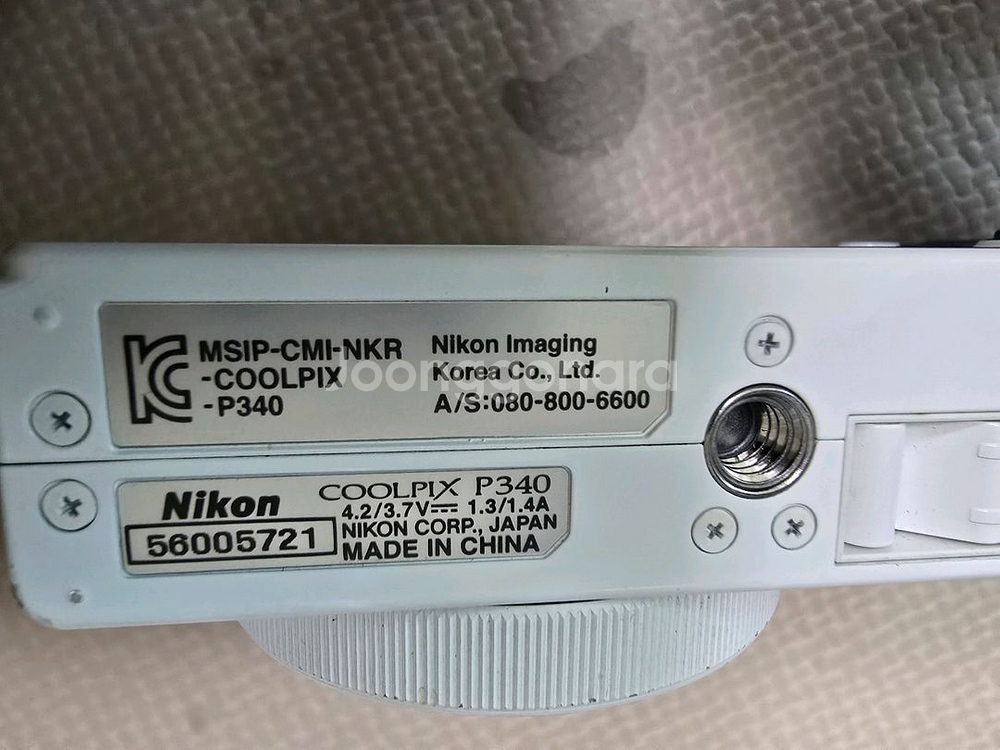 MSIP-CMI-NKR
-COOLPIX
-P340
Nikon Imaging
Korea Co., Ltd.
A/S:080-800-6600
Joonggonara
Nikon
56005721
COOLPIX P340
4.2/3.7V⎓ 1.3/1.4A
NIKON CORP., JAPAN
MADE IN CHINA